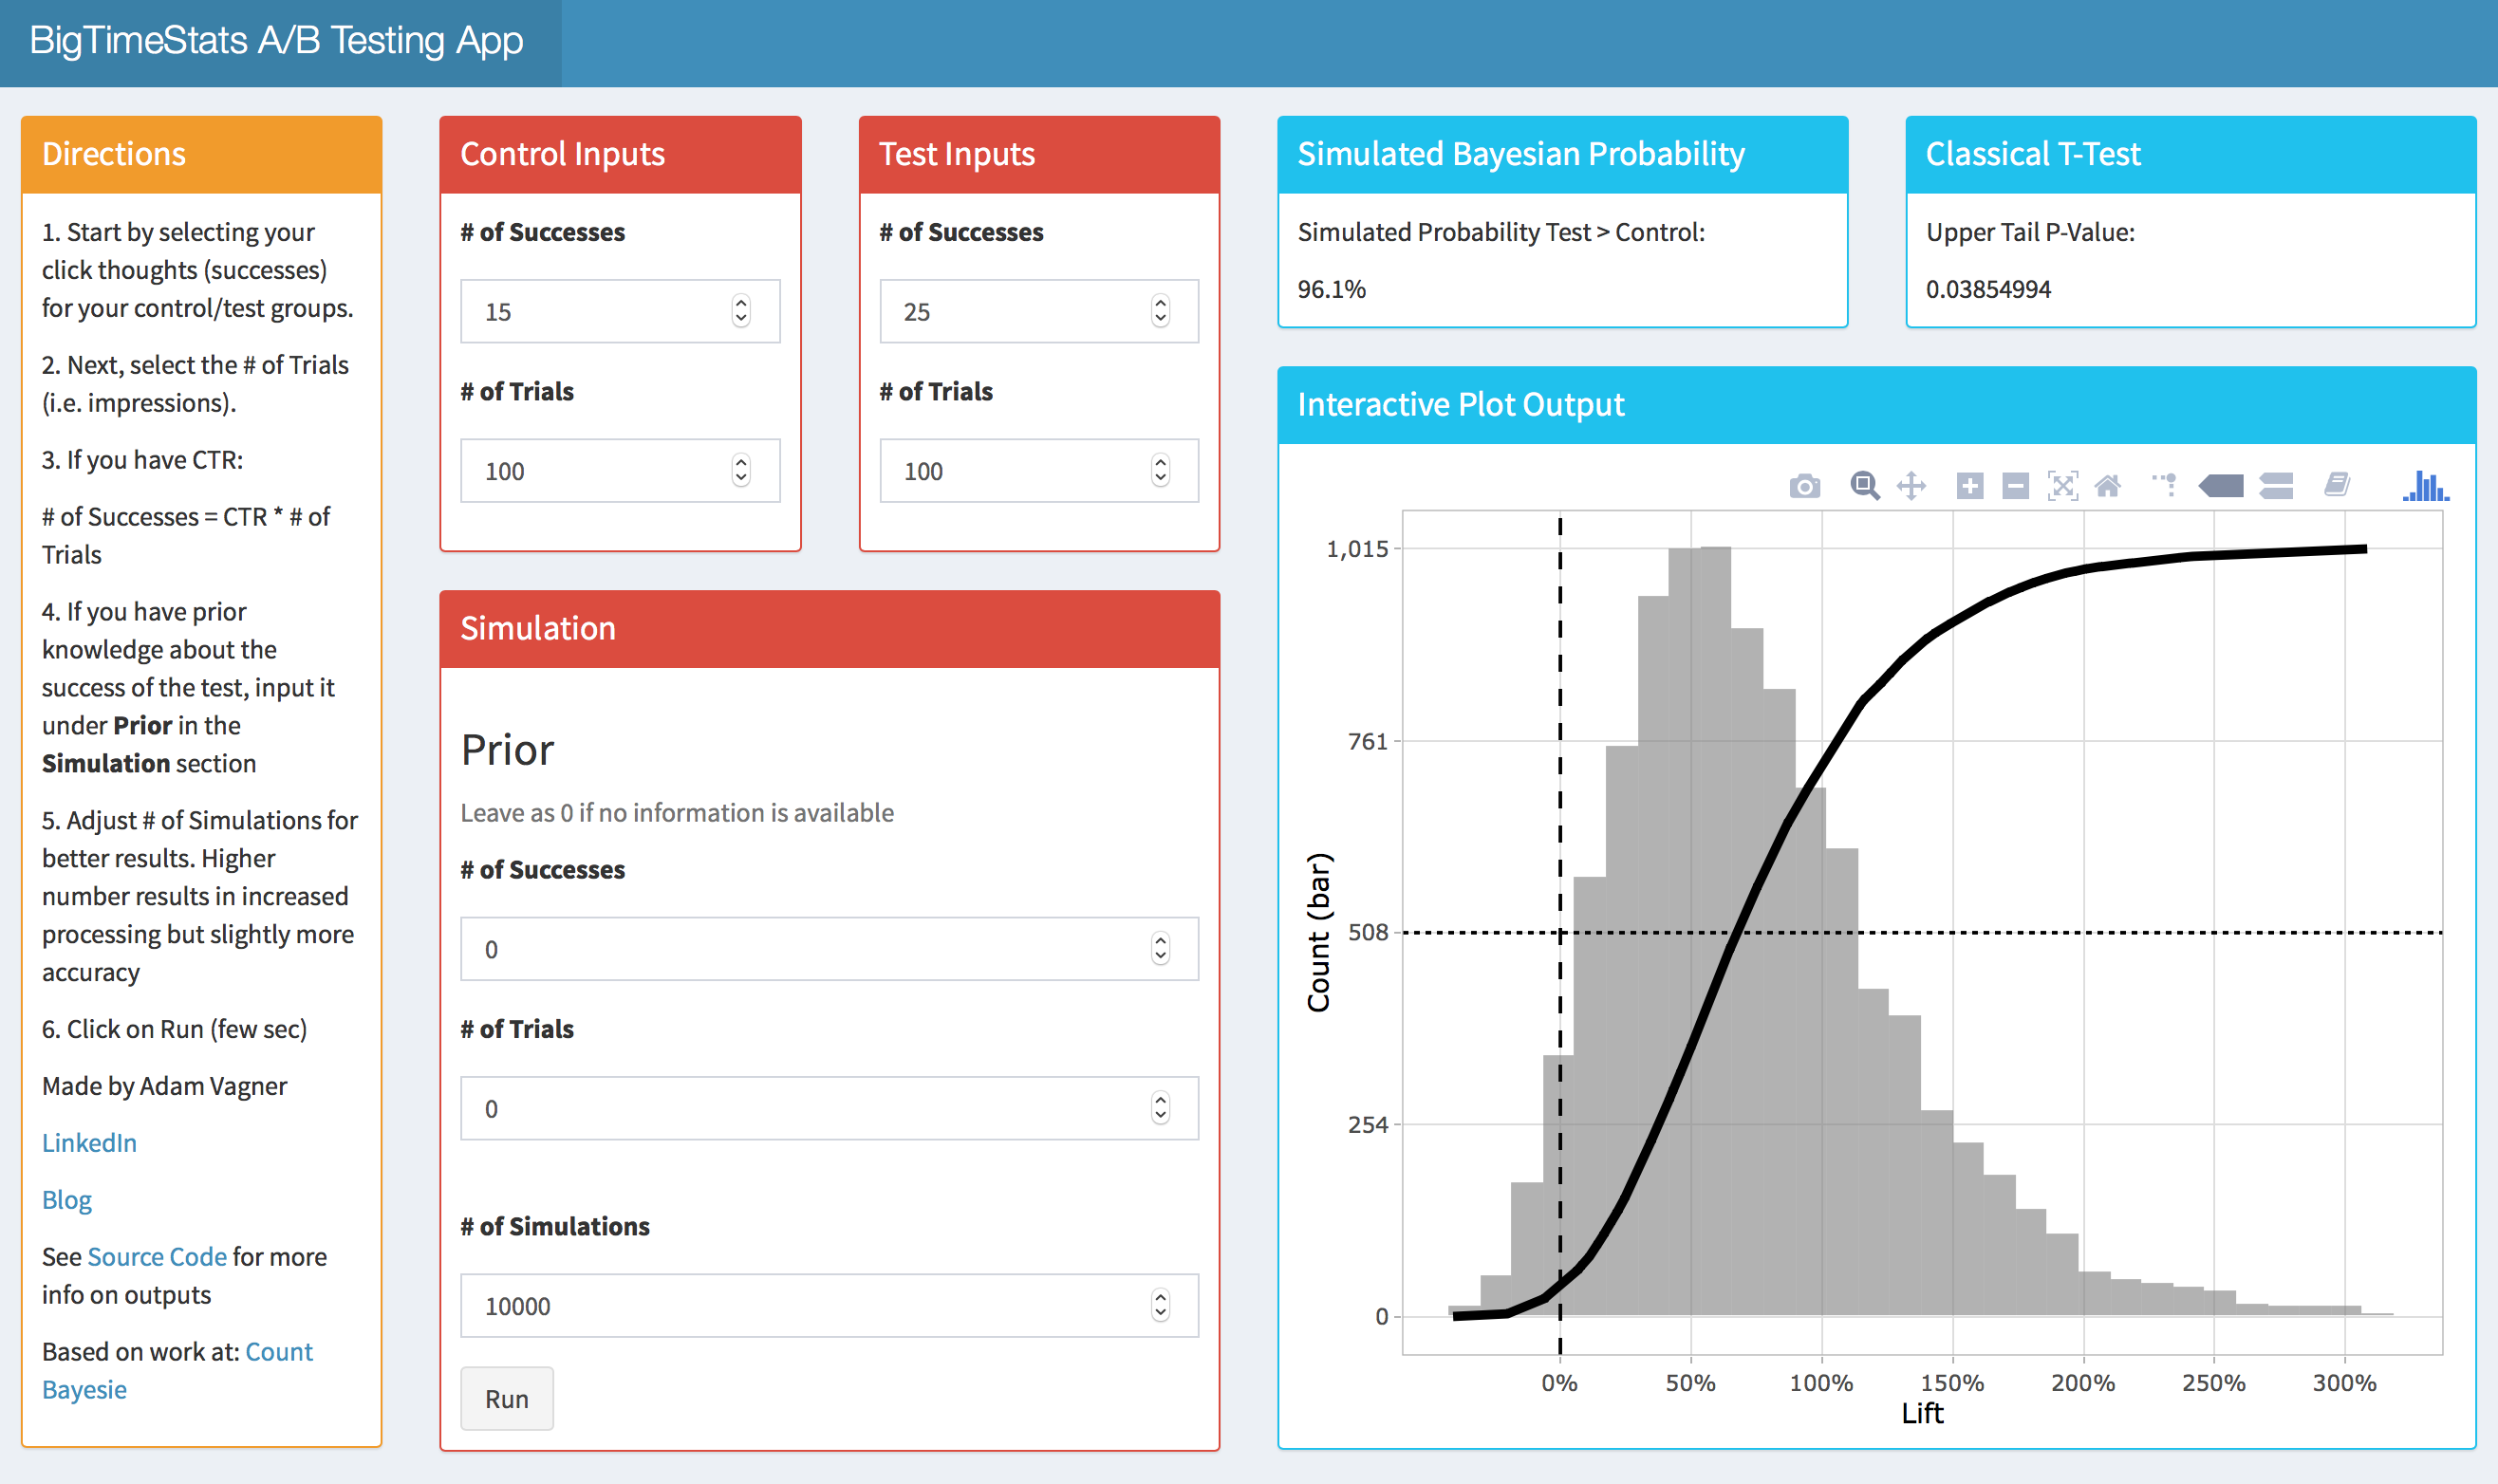 BigTimeStats A/B Testing App
Directions
1. Start by selecting your
click thoughts (successes)
for your control/test groups.
2. Next, select the # of Trials
(i.e. impressions).
3. If you have CTR:
# of Successes = CTR * # of
Trials
4. If you have prior
knowledge about the
success of the test, input it
under Prior in the
Simulation section
5. Adjust # of Simulations for
better results. Higher
number results in increased
processing but slightly more
accuracy
6. Click on Run (few sec)
Made by Adam Vagner
LinkedIn
Blog
See Source Code for more
info on outputs
Based on work at: Count
Bayesie
Control Inputs
# of Successes
15
# of Trials
100
Test Inputs
# of Successes
25
# of Trials
100
Simulation
Prior
Leave as 0 if no information is available
# of Successes
0
# of Trials
0
# of Simulations
10000
Run
Simulated Bayesian Probability
Simulated Probability Test > Control:
96.1%
Classical T-Test
Upper Tail P-Value:
0.03854994
Interactive Plot Output
Count (bar)
1,015
761
508
254
0
0% 50% 100% 150% 200% 250% 300%
Lift